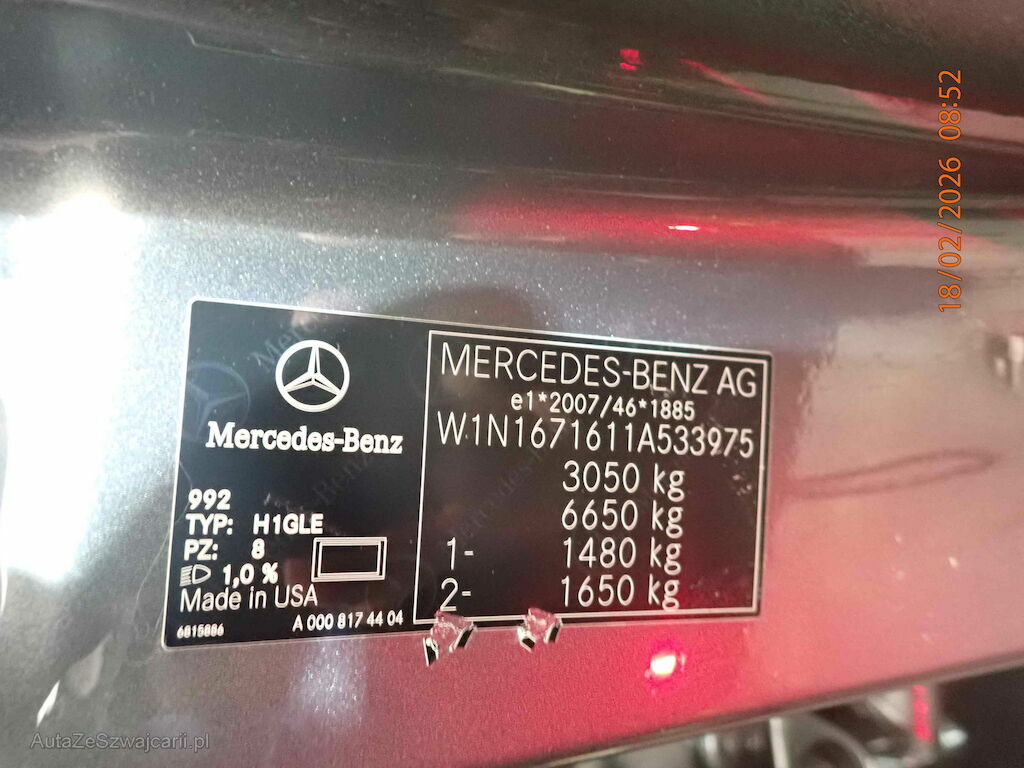 18/02/2026 08:52
Mercedes-Benz
992
TYP: H1GLE
PZ: 8
1,0 %
Made in USA
6815886 A 000 817 44 04
MERCEDES-BENZ AG
e1*2007/46*1885
W1N1671611A533975
3050 kg
6650 kg
1- 1480 kg
2- 1650 kg
AutaZeSzwajcarii.pl